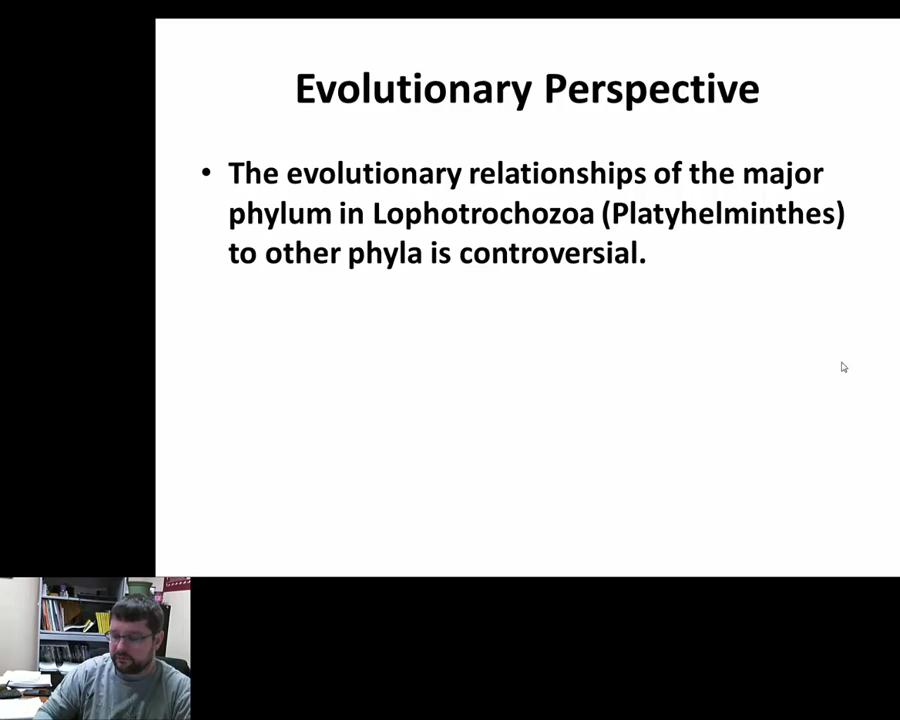 Evolutionary Perspective
• The evolutionary relationships of the major
phylum in Lophotrochozoa (Platyhelminthes)
to other phyla is controversial.